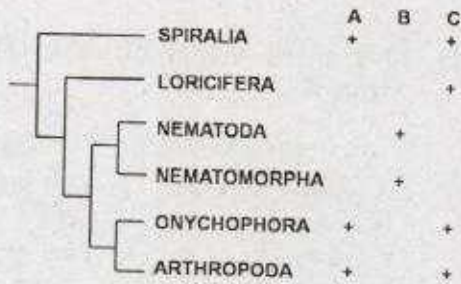 A B C
SPIRALIA + +
LORICIFERA +
NEMATODA +
NEMATOMORPHA +
ONYCHOPHORA + +
ARTHROPODA + +